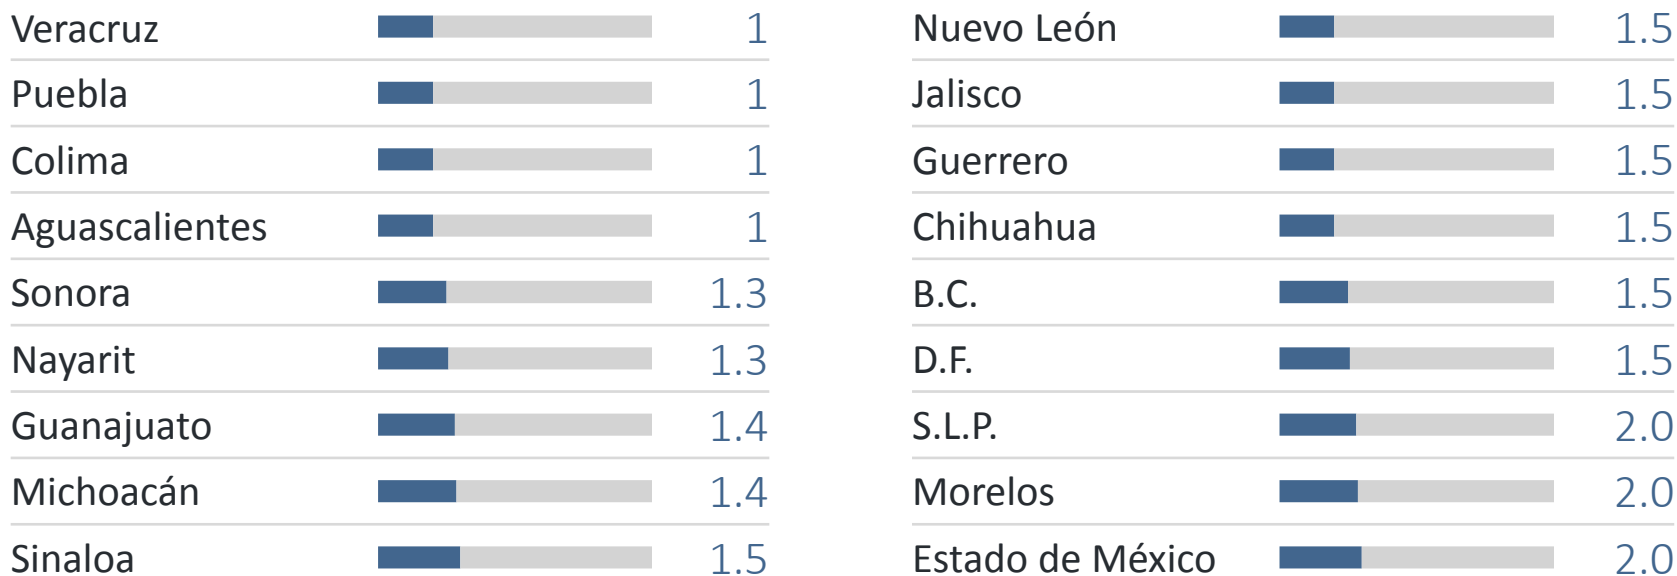 Veracruz 1
Puebla 1
Colima 1
Aguascalientes 1
Sonora 1.3
Nayarit 1.3
Guanajuato 1.4
Michoacán 1.4
Sinaloa 1.5
Nuevo León 1.5
Jalisco 1.5
Guerrero 1.5
Chihuahua 1.5
B.C. 1.5
D.F. 1.5
S.L.P. 2.0
Morelos 2.0
Estado de México 2.0